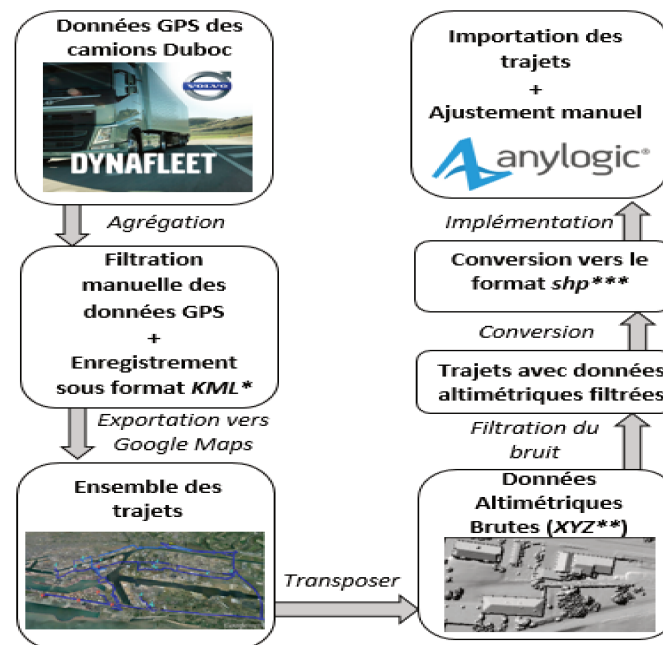 Données GPS des
camions Duboc
VOLVO
DYNAFLEET
Agrégation
Filtration
manuelle des
données GPS
+
Enregistrement
sous format KML*
Exportation vers
Google Maps
Ensemble des
trajets
Transposer
Données
Altimétriques
Brutes (XYZ**)
Filtration du
bruit
Trajets avec données
altimétriques filtrées
Conversion
Conversion vers le
format shp***
Implémentation
Importation des
trajets
+
Ajustement manuel
anylogic®